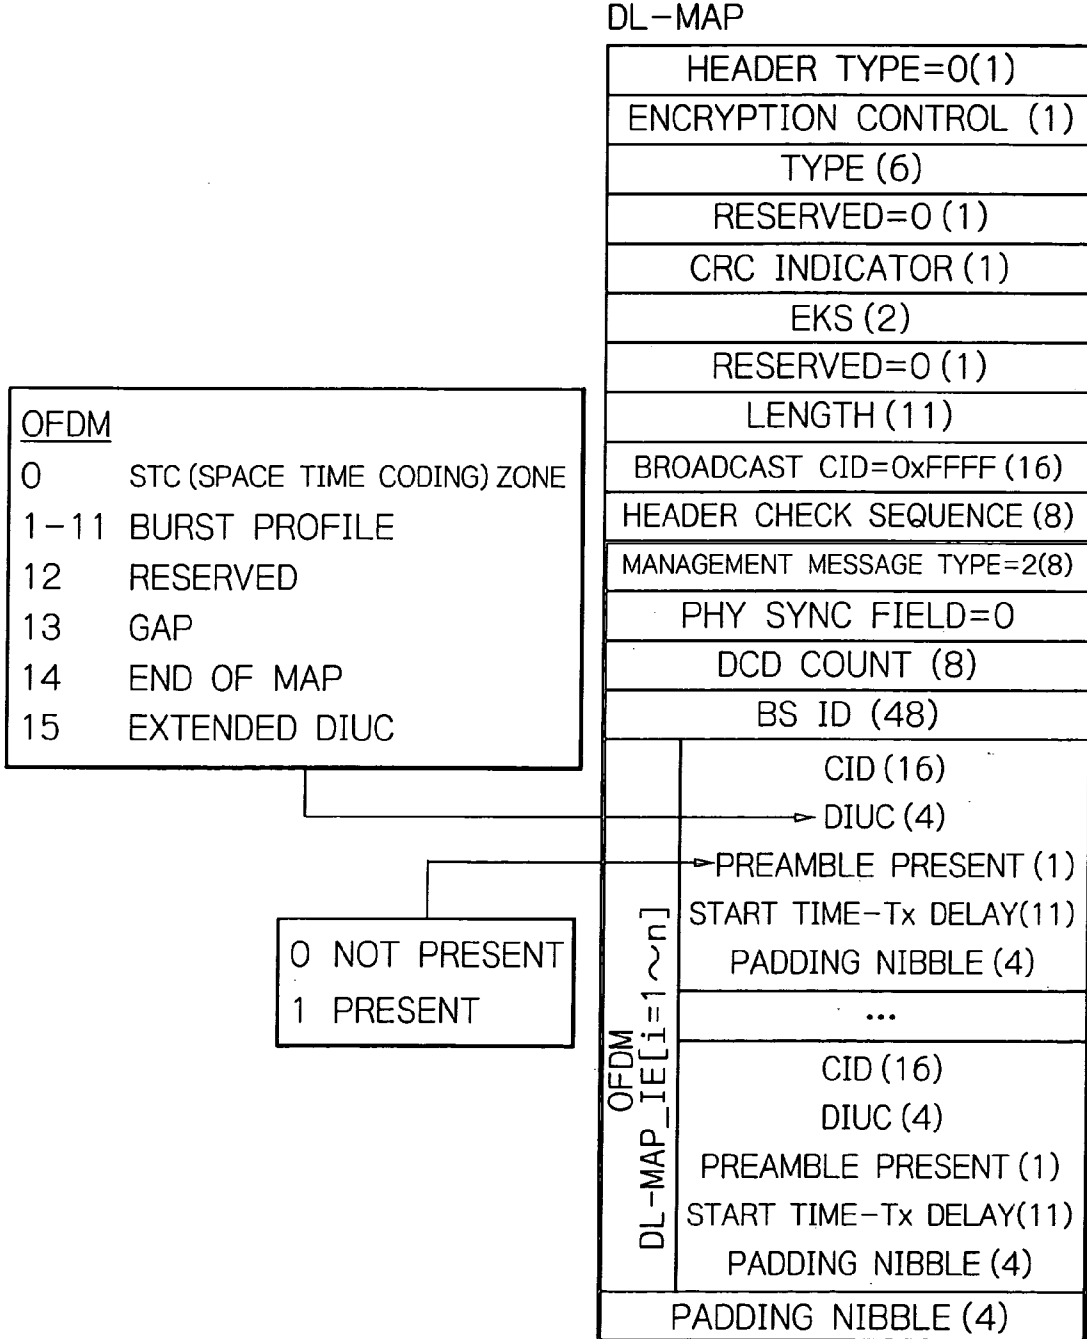 DL-MAP
HEADER TYPE=0(1)
ENCRYPTION CONTROL (1)
TYPE(6)
RESERVED=0(1)
CRC INDICATOR(1)
EKS(2)
RESERVED=0(1)
LENGTH(11)
BROADCAST CID=0xFFFF(16)
HEADER CHECK SEQUENCE(8)
MANAGEMENT MESSAGE TYPE=2(8)
PHY SYNC FIELD=0
DCD COUNT (8)
BS ID (48)
OFDM
DL-MAP_IE[i=1~n]
CID(16)
DIUC(4)
PREAMBLE PRESENT(1)
START TIME-Tx DELAY(11)
PADDING NIBBLE(4)
...
CID(16)
DIUC(4)
PREAMBLE PRESENT(1)
START TIME-Tx DELAY(11)
PADDING NIBBLE(4)
PADDING NIBBLE(4)
OFDM
0 STC(SPACE TIME CODING)ZONE
1-11 BURST PROFILE
12 RESERVED
13 GAP
14 END OF MAP
15 EXTENDED DIUC
0 NOT PRESENT
1 PRESENT